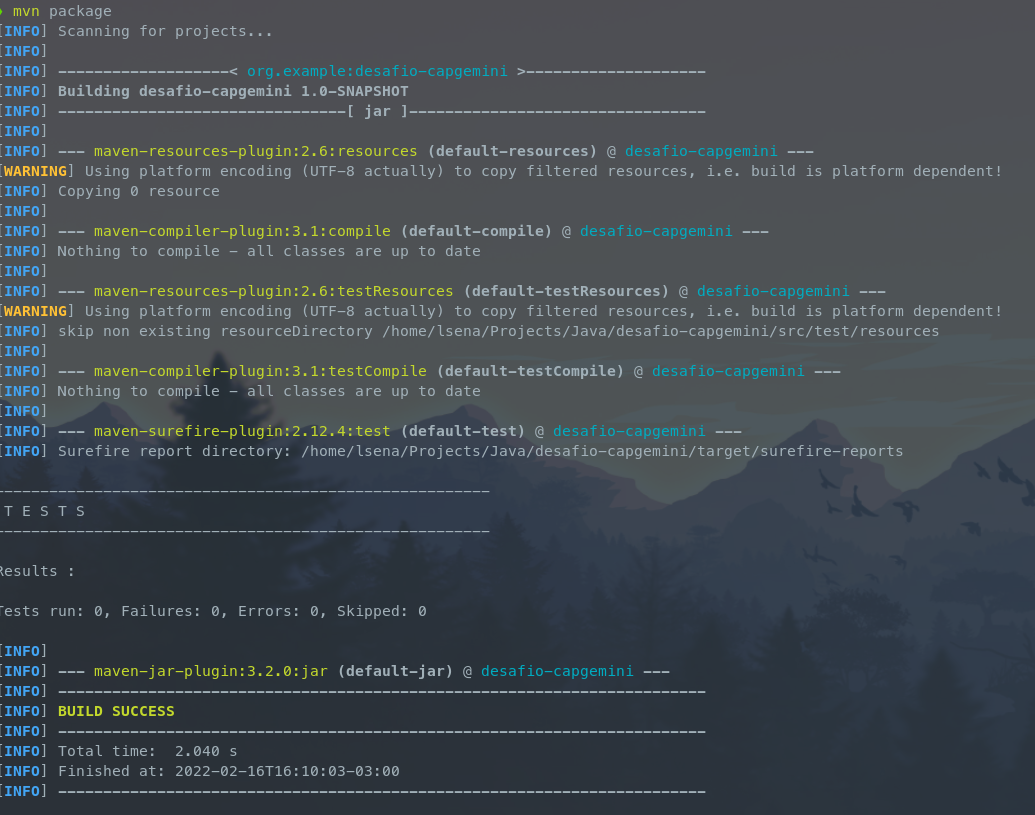 mvn package
[INFO] Scanning for projects...
[INFO]
[INFO] -------------------< org.example:desafio-capgemini >--------------------
[INFO] Building desafio-capgemini 1.0-SNAPSHOT
[INFO] --------------------------------[ jar ]---------------------------------
[INFO]
[INFO] --- maven-resources-plugin:2.6:resources (default-resources) @ desafio-capgemini ---
[WARNING] Using platform encoding (UTF-8 actually) to copy filtered resources, i.e. build is platform dependent!
[INFO] Copying 0 resource
[INFO]
[INFO] --- maven-compiler-plugin:3.1:compile (default-compile) @ desafio-capgemini ---
[INFO] Nothing to compile - all classes are up to date
[INFO]
[INFO] --- maven-resources-plugin:2.6:testResources (default-testResources) @ desafio-capgemini ---
[WARNING] Using platform encoding (UTF-8 actually) to copy filtered resources, i.e. build is platform dependent!
[INFO] skip non existing resourceDirectory /home/lsena/Projects/Java/desafio-capgemini/src/test/resources
[INFO]
[INFO] --- maven-compiler-plugin:3.1:testCompile (default-testCompile) @ desafio-capgemini ---
[INFO] Nothing to compile - all classes are up to date
[INFO]
[INFO] --- maven-surefire-plugin:2.12.4:test (default-test) @ desafio-capgemini ---
[INFO] Surefire report directory: /home/lsena/Projects/Java/desafio-capgemini/target/surefire-reports
-------------------------------------------------------
T E S T S
-------------------------------------------------------
Results :
Tests run: 0, Failures: 0, Errors: 0, Skipped: 0
[INFO]
[INFO] --- maven-jar-plugin:3.2.0:jar (default-jar) @ desafio-capgemini ---
[INFO] ------------------------------------------------------------------------
[INFO] BUILD SUCCESS
[INFO] ------------------------------------------------------------------------
[INFO] Total time:  2.040 s
[INFO] Finished at: 2022-02-16T16:10:03-03:00
[INFO] ------------------------------------------------------------------------